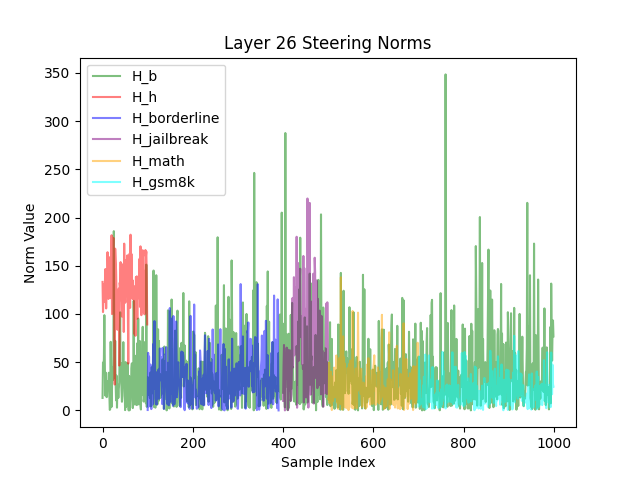 Layer 26 Steering Norms
350
300
250
200
150
100
50
0
Norm Value
H_b
H_h
H_borderline
H_jailbreak
H_math
H_gsm8k
0 200 400 600 800 1000
Sample Index